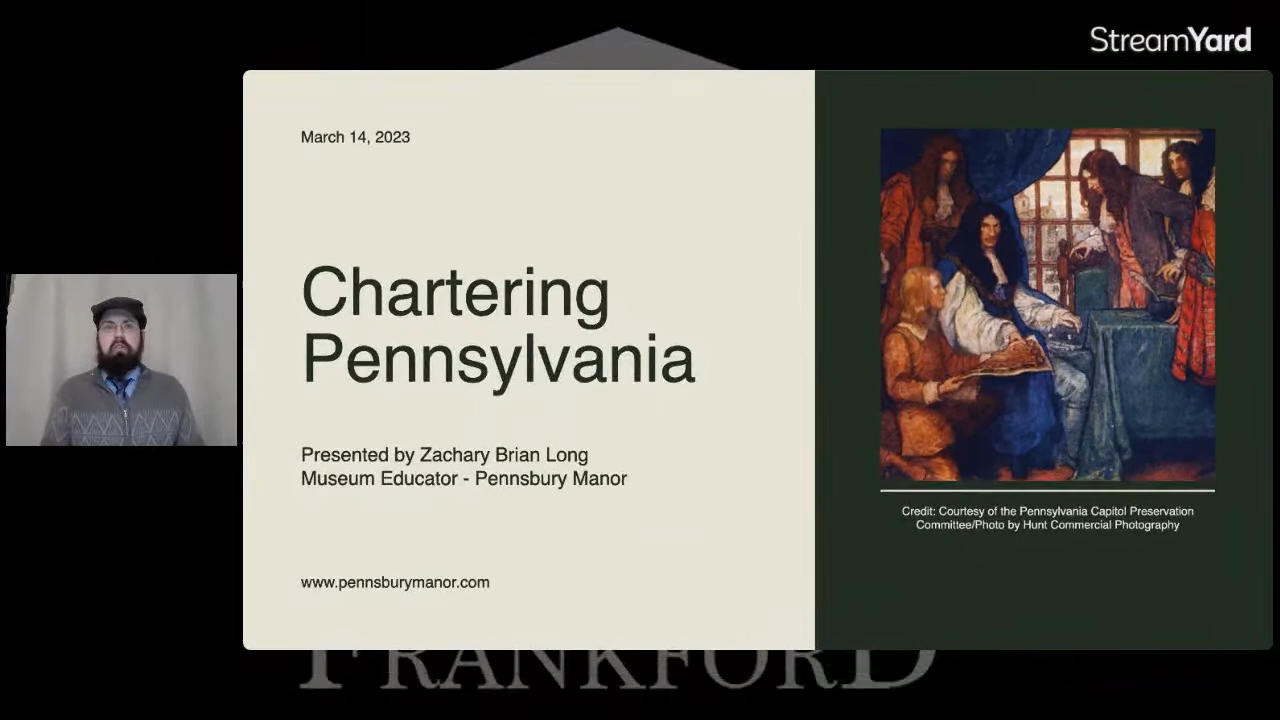 StreamYard
March 14, 2023
Chartering
Pennsylvania
Presented by Zachary Brian Long
Museum Educator - Pennsbury Manor
www.pennsburymanor.com
Credit: Courtesy of the Pennsylvania Capitol Preservation
Committee/Photo by Hunt Commercial Photography
FRANKFORD